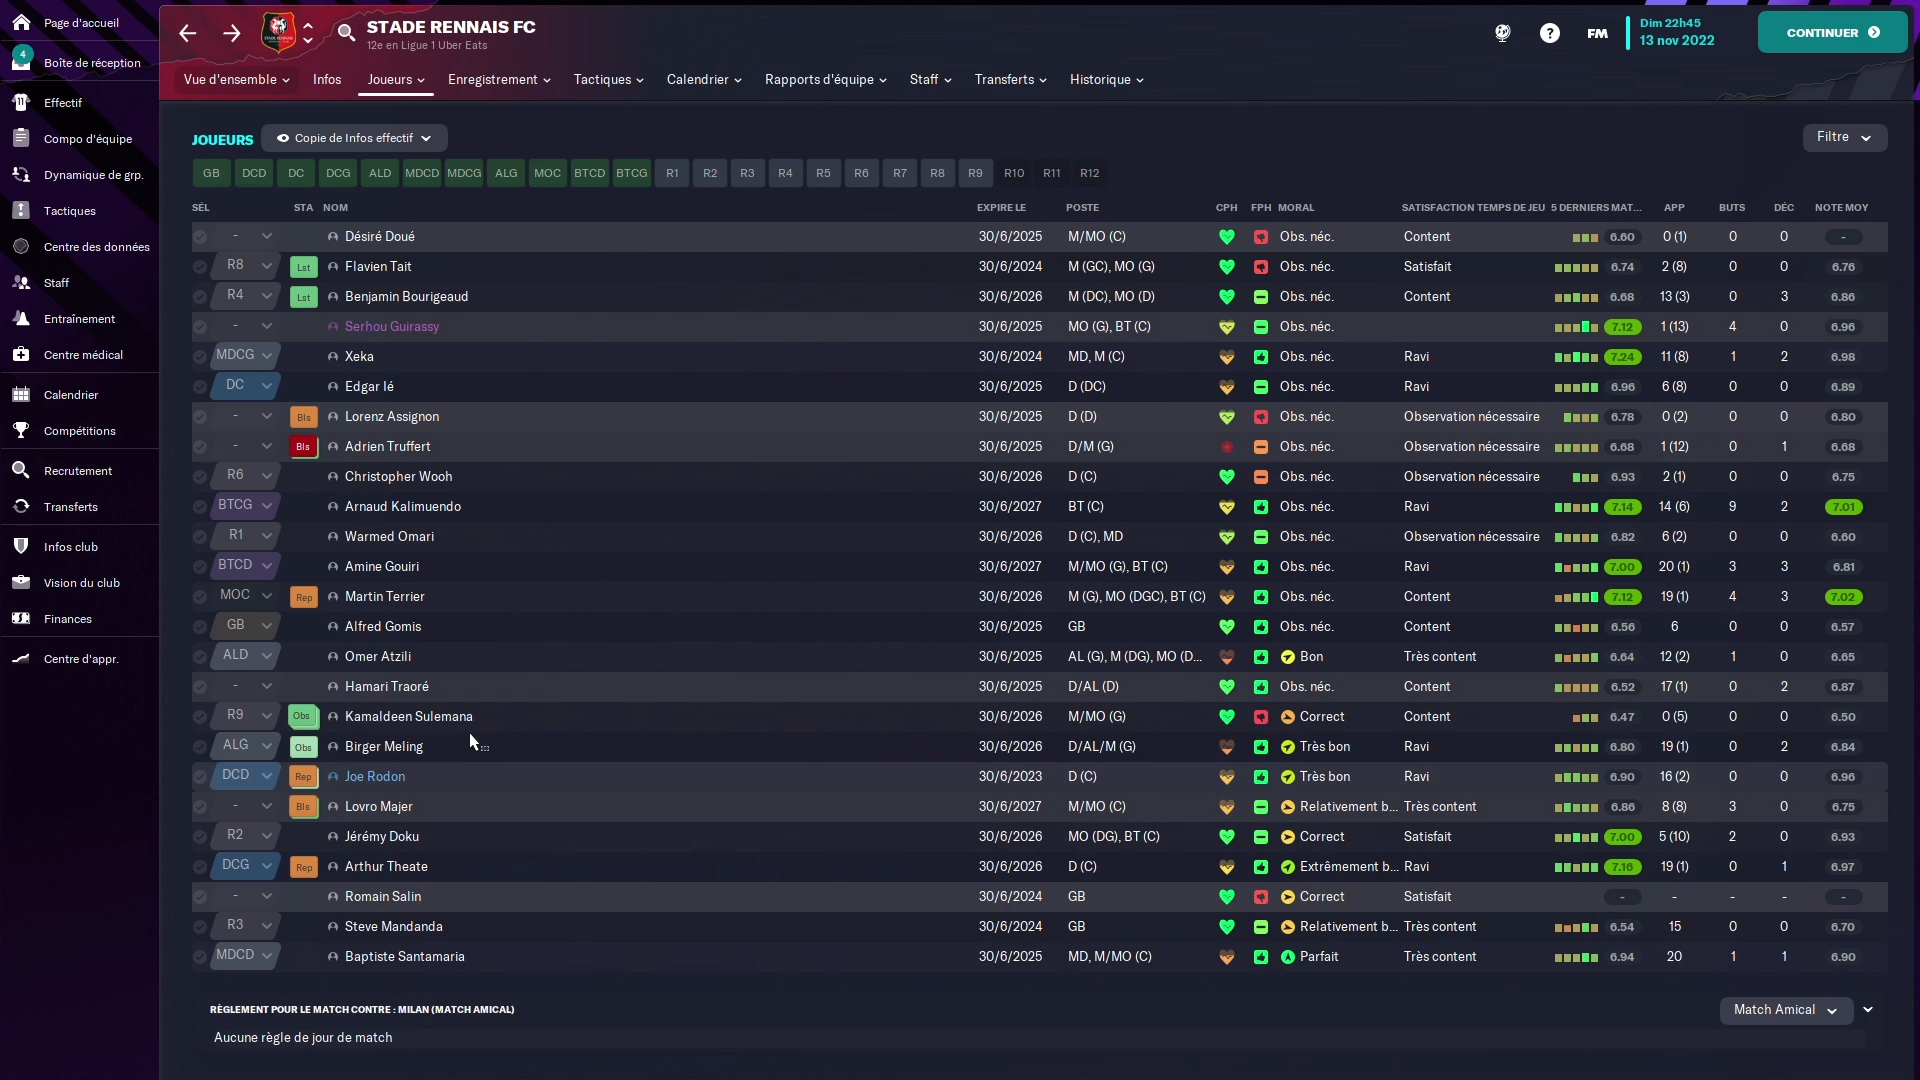 Page d'accueil
4
Boîte de réception
Effectif
Compo d'équipe
Dynamique de grp.
Tactiques
Centre des données
Staff
Entraînement
Centre médical
Calendrier
Compétitions
Recrutement
Transferts
Infos club
Vision du club
Finances
Centre d'appr.
STADE RENNAIS FC
12e en Ligue 1 Uber Eats
FM
Dim 22h45
13 nov 2022
CONTINUER
Vue d'ensemble Infos Joueurs Enregistrement Tactiques Calendrier Rapports d'équipe Staff Transferts Historique
JOUEURS Copie de Infos effectif Filtre
GB DCD DC DCG ALD MDCD MDCG ALG MOC BTCD BTCG R1 R2 R3 R4 R5 R6 R7 R8 R9 R10 R11 R12
SÉL STA NOM EXPIRE LE POSTE CPH FPH MORAL SATISFACTION TEMPS DE JEU 5 DERNIERS MAT... APP BUTS DÉC NOTE MOY
- Désiré Doué 30/6/2025 M/MO (C) Obs. néc. Content 6.60 0 (1) 0 0 -
R8 Lst Flavien Tait 30/6/2024 M (GC), MO (G) Obs. néc. Satisfait 6.74 2 (8) 0 0 6.76
R4 Lst Benjamin Bourigeaud 30/6/2026 M (DC), MO (D) Obs. néc. Content 6.68 13 (3) 0 3 6.86
- Serhou Guirassy 30/6/2025 MO (G), BT (C) Obs. néc. 7.12 1 (13) 4 0 6.96
MDCG Xeka 30/6/2024 MD, M (C) Obs. néc. Ravi 7.24 11 (8) 1 2 6.98
DC Edgar Ié 30/6/2025 D (DC) Obs. néc. Ravi 6.96 6 (8) 0 0 6.89
- Bls Lorenz Assignon 30/6/2025 D (D) Obs. néc. Observation nécessaire 6.78 0 (2) 0 0 6.80
- Bls Adrien Truffert 30/6/2025 D/M (G) Obs. néc. Observation nécessaire 6.68 1 (12) 0 1 6.68
R6 Christopher Wooh 30/6/2026 D (C) Obs. néc. Observation nécessaire 6.93 2 (1) 0 0 6.75
BTCG Arnaud Kalimuendo 30/6/2027 BT (C) Obs. néc. Ravi 7.14 14 (6) 9 2 7.01
R1 Warmed Omari 30/6/2026 D (C), MD Obs. néc. Observation nécessaire 6.82 6 (2) 0 0 6.60
BTCD Amine Gouiri 30/6/2027 M/MO (G), BT (C) Obs. néc. Ravi 7.00 20 (1) 3 3 6.81
MOC Rep Martin Terrier 30/6/2026 M (G), MO (DGC), BT (C) Obs. néc. Content 7.12 19 (1) 4 3 7.02
GB Alfred Gomis 30/6/2025 GB Obs. néc. Content 6.56 6 0 0 6.57
ALD Omer Atzili 30/6/2025 AL (G), M (DG), MO (D... Bon Très content 6.64 12 (2) 1 0 6.65
- Hamari Traoré 30/6/2025 D/AL (D) Obs. néc. Content 6.52 17 (1) 0 2 6.87
R9 Obs Kamaldeen Sulemana 30/6/2026 M/MO (G) Correct Content 6.47 0 (5) 0 0 6.50
ALG Obs Birger Meling 30/6/2026 D/AL/M (G) Très bon Ravi 6.80 19 (1) 0 2 6.84
DCD Rep Joe Rodon 30/6/2023 D (C) Très bon Ravi 6.90 16 (2) 0 0 6.96
- Bls Lovro Majer 30/6/2027 M/MO (C) Relativement b... Très content 6.86 8 (8) 3 0 6.75
R2 Jérémy Doku 30/6/2026 MO (DG), BT (C) Correct Satisfait 7.00 5 (10) 2 0 6.93
DCG Rep Arthur Theate 30/6/2026 D (C) Extrêmement b... Ravi 7.16 19 (1) 0 1 6.97
- Romain Salin 30/6/2024 GB Correct Satisfait - - - - -
R3 Steve Mandanda 30/6/2024 GB Relativement b... Très content 6.54 15 0 0 6.70
MDCD Baptiste Santamaria 30/6/2025 MD, M/MO (C) Parfait Très content 6.94 20 1 1 6.90
RÈGLEMENT POUR LE MATCH CONTRE : MILAN (MATCH AMICAL) Match Amical
Aucune règle de jour de match